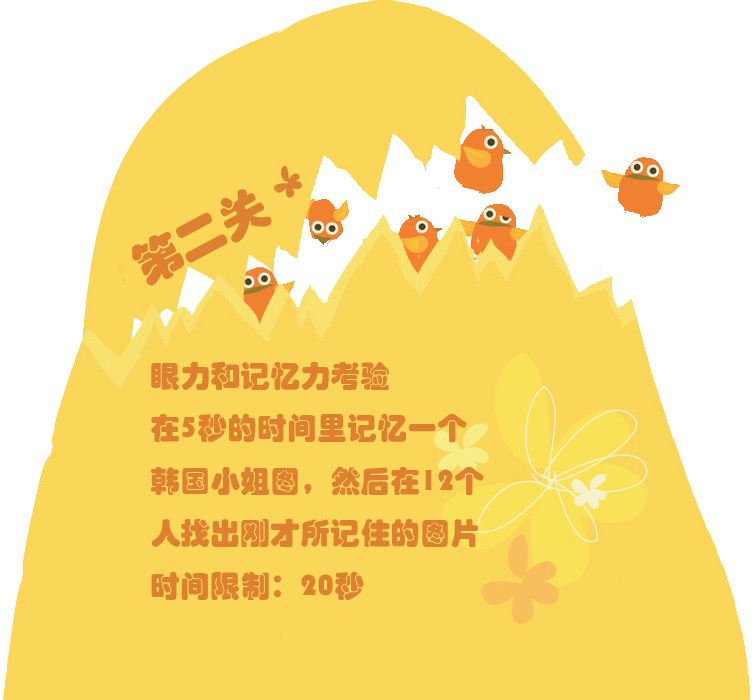 第二关
眼力和记忆力考验
在5秒的时间里记忆一个
韩国小姐图，然后在12个
人找出刚才所记住的图片
时间限制：20秒